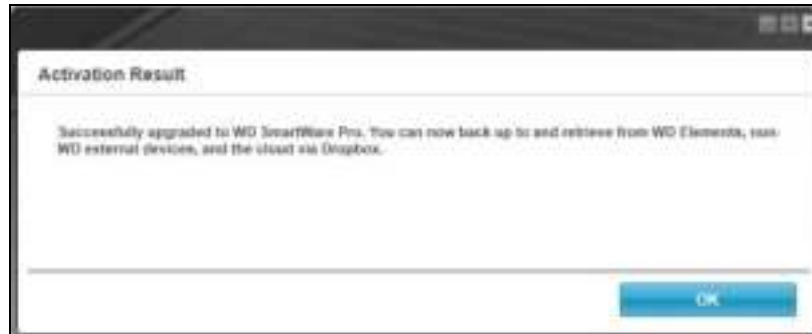 Activation Result
Successfully upgraded to WD SmartWare Pro. You can now back up to and retrieve from WD Elements, non-
WD external devices, and the cloud via Dropbox.
OK